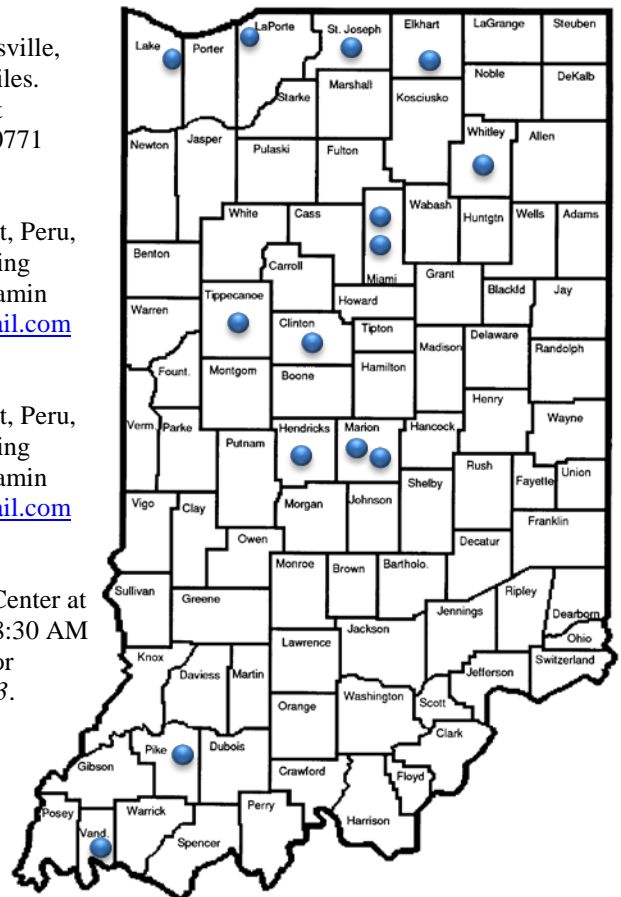 sville,
iles.
t
0771
t, Peru,
ing
amin
ail.com
t, Peru,
ing
amin
ail.com
Center at
8:30 AM
or
3.
Lake
Porter
LaPorte
St. Joseph
Elkhart
LaGrange
Steuben
Noble
DeKalb
Starke
Marshall
Kosciusko
Whitley
Allen
Newton
Jasper
Pulaski
Fulton
White
Cass
Miami
Wabash
Huntgtn
Wells
Adams
Benton
Carroll
Grant
Warren
Tippecanoe
Howard
Blackfd
Jay
Clinton
Tipton
Madison
Delaware
Randolph
Fount.
Montgom
Boone
Hamilton
Verm.
Parke
Putnam
Hendricks
Marion
Hancock
Henry
Wayne
Rush
Fayette
Union
Vigo
Clay
Morgan
Johnson
Shelby
Franklin
Owen
Monroe
Brown
Bartholo.
Decatur
Sullivan
Greene
Jennings
Ripley
Dearborn
Ohio
Lawrence
Jackson
Jefferson
Switzerland
Knox
Daviess
Martin
Orange
Washington
Scott
Clark
Gibson
Pike
Dubois
Crawford
Floyd
Harrison
Posey
Vand.
Warrick
Spencer
Perry